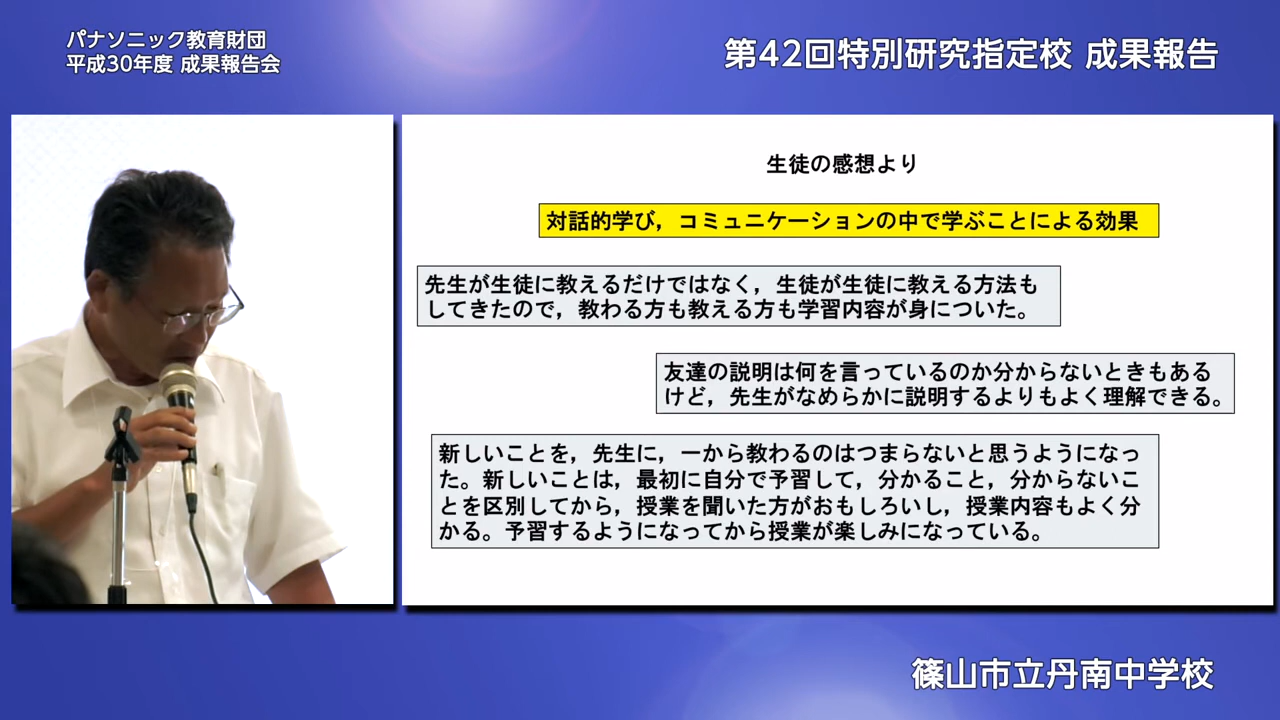 パナソニック教育財団
平成30年度 成果報告会
第42回特別研究指定校 成果報告
生徒の感想より
対話的学び，コミュニケーションの中で学ぶことによる効果
先生が生徒に教えるだけではなく，生徒が生徒に教える方法も
してきたので，教わる方も教える方も学習内容が身についた。
友達の説明は何を言っているのか分からないときもある
けど，先生がなめらかに説明するよりもよく理解できる。
新しいことを，先生に，一から教わるのはつまらないと思うようになっ
た。新しいことは，最初に自分で予習して，分かること，分からないこ
とを区別してから，授業を聞いた方がおもしろいし，授業内容もよく分
かる。予習するようになってから授業が楽しみになっている。
篠山市立丹南中学校